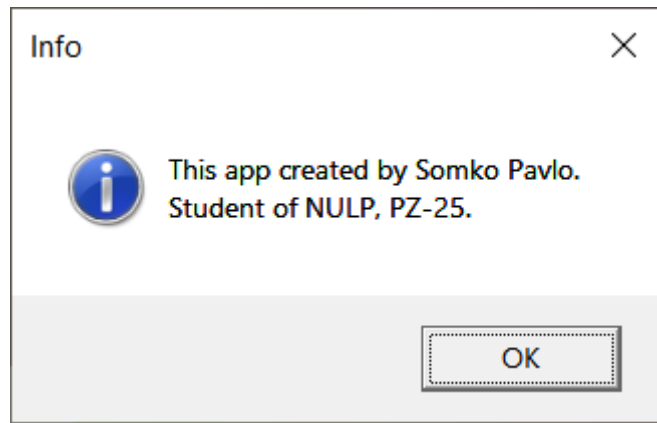 Info
This app created by Somko Pavlo.
Student of NULP, PZ-25.
OK